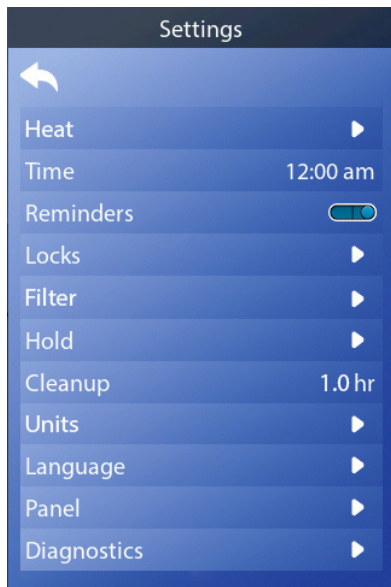 Settings
Heat
Time 12:00 am
Reminders
Locks
Filter
Hold
Cleanup 1.0 hr
Units
Language
Panel
Diagnostics